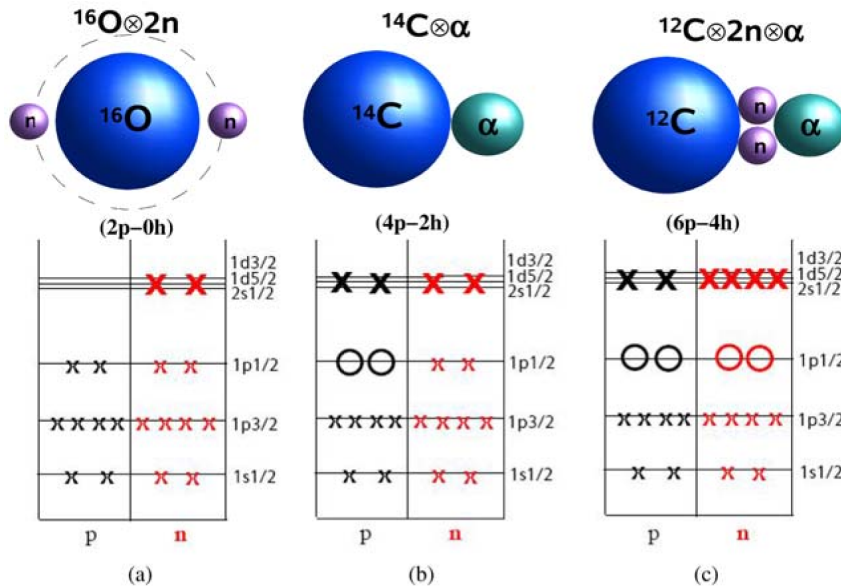 ¹⁶O⊗2n
¹⁴C⊗α
¹²C⊗2n⊗α
n
¹⁶O
n
¹⁴C
α
¹²C
n
n
α
(2p−0h)
(4p−2h)
(6p−4h)
1d3/2
1d5/2
2s1/2
1p1/2
1p3/2
1s1/2
p
n
1d3/2
1d5/2
2s1/2
1p1/2
1p3/2
1s1/2
p
n
1d3/2
1d5/2
2s1/2
1p1/2
1p3/2
1s1/2
p
n
(a)
(b)
(c)